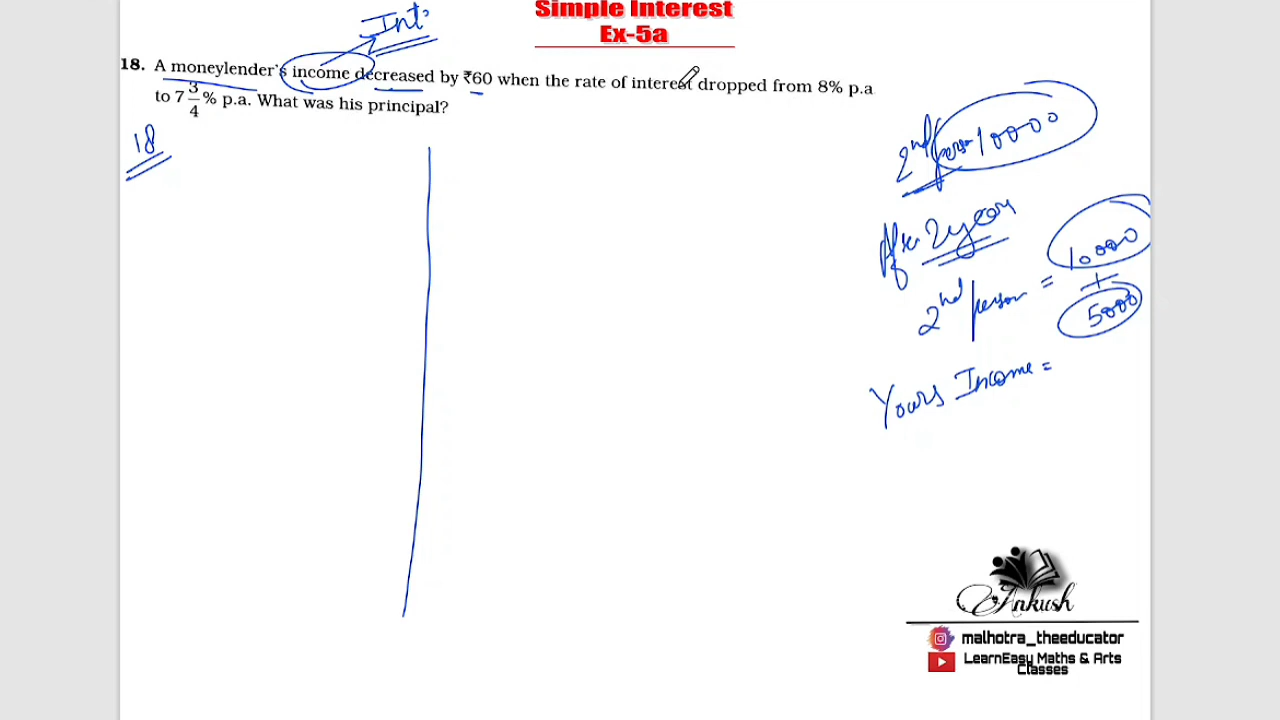 Simple Interest
Ex-5a
Int.
18. A moneylender's income decreased by ₹60 when the rate of interest dropped from 8% p.a
to 7 3/4 % p.a. What was his principal?
18
2nd person 10000
After 2 year
2nd person = 10000
+
5000
Yours Income =
Ankush
malhotra_theeducator
LearnEasy Maths & Arts
Classes